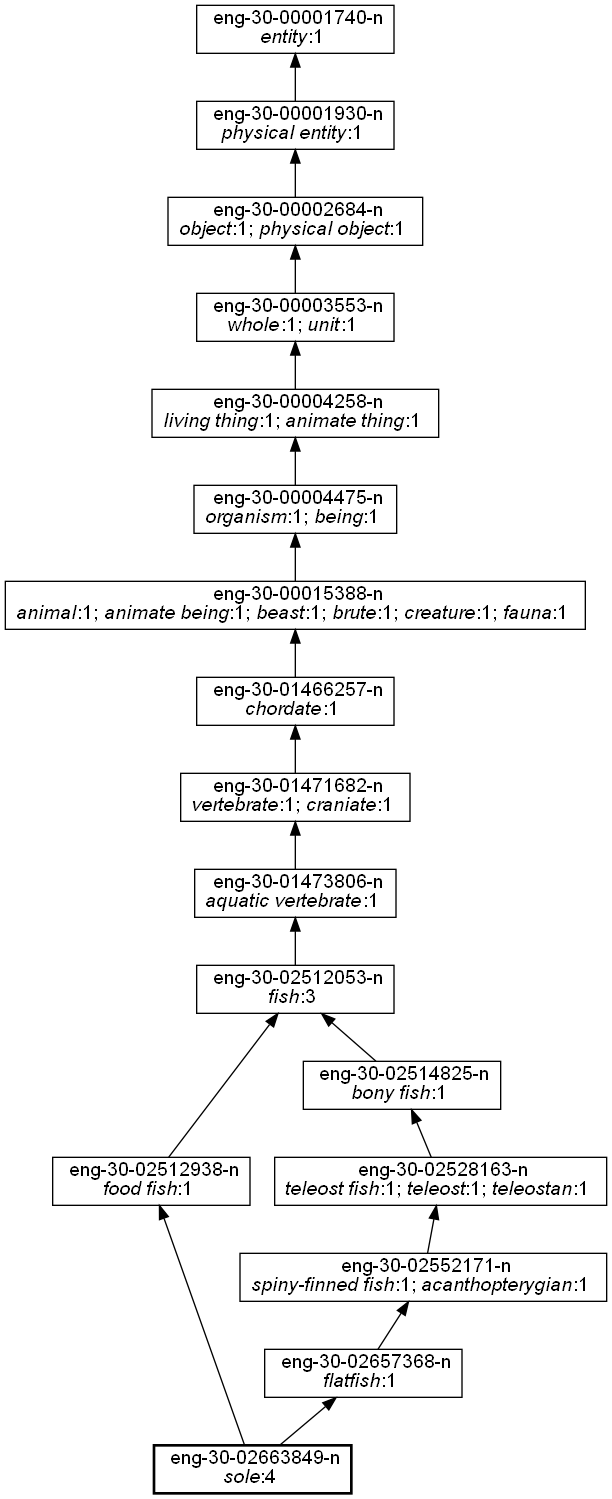 eng-30-00001740-n
entity:1
eng-30-00001930-n
physical entity:1
eng-30-00002684-n
object:1; physical object:1
eng-30-00003553-n
whole:1; unit:1
eng-30-00004258-n
living thing:1; animate thing:1
eng-30-00004475-n
organism:1; being:1
eng-30-00015388-n
animal:1; animate being:1; beast:1; brute:1; creature:1; fauna:1
eng-30-01466257-n
chordate:1
eng-30-01471682-n
vertebrate:1; craniate:1
eng-30-01473806-n
aquatic vertebrate:1
eng-30-02512053-n
fish:3
eng-30-02514825-n
bony fish:1
eng-30-02512938-n
food fish:1
eng-30-02528163-n
teleost fish:1; teleost:1; teleostan:1
eng-30-02552171-n
spiny-finned fish:1; acanthopterygian:1
eng-30-02657368-n
flatfish:1
eng-30-02663849-n
sole:4